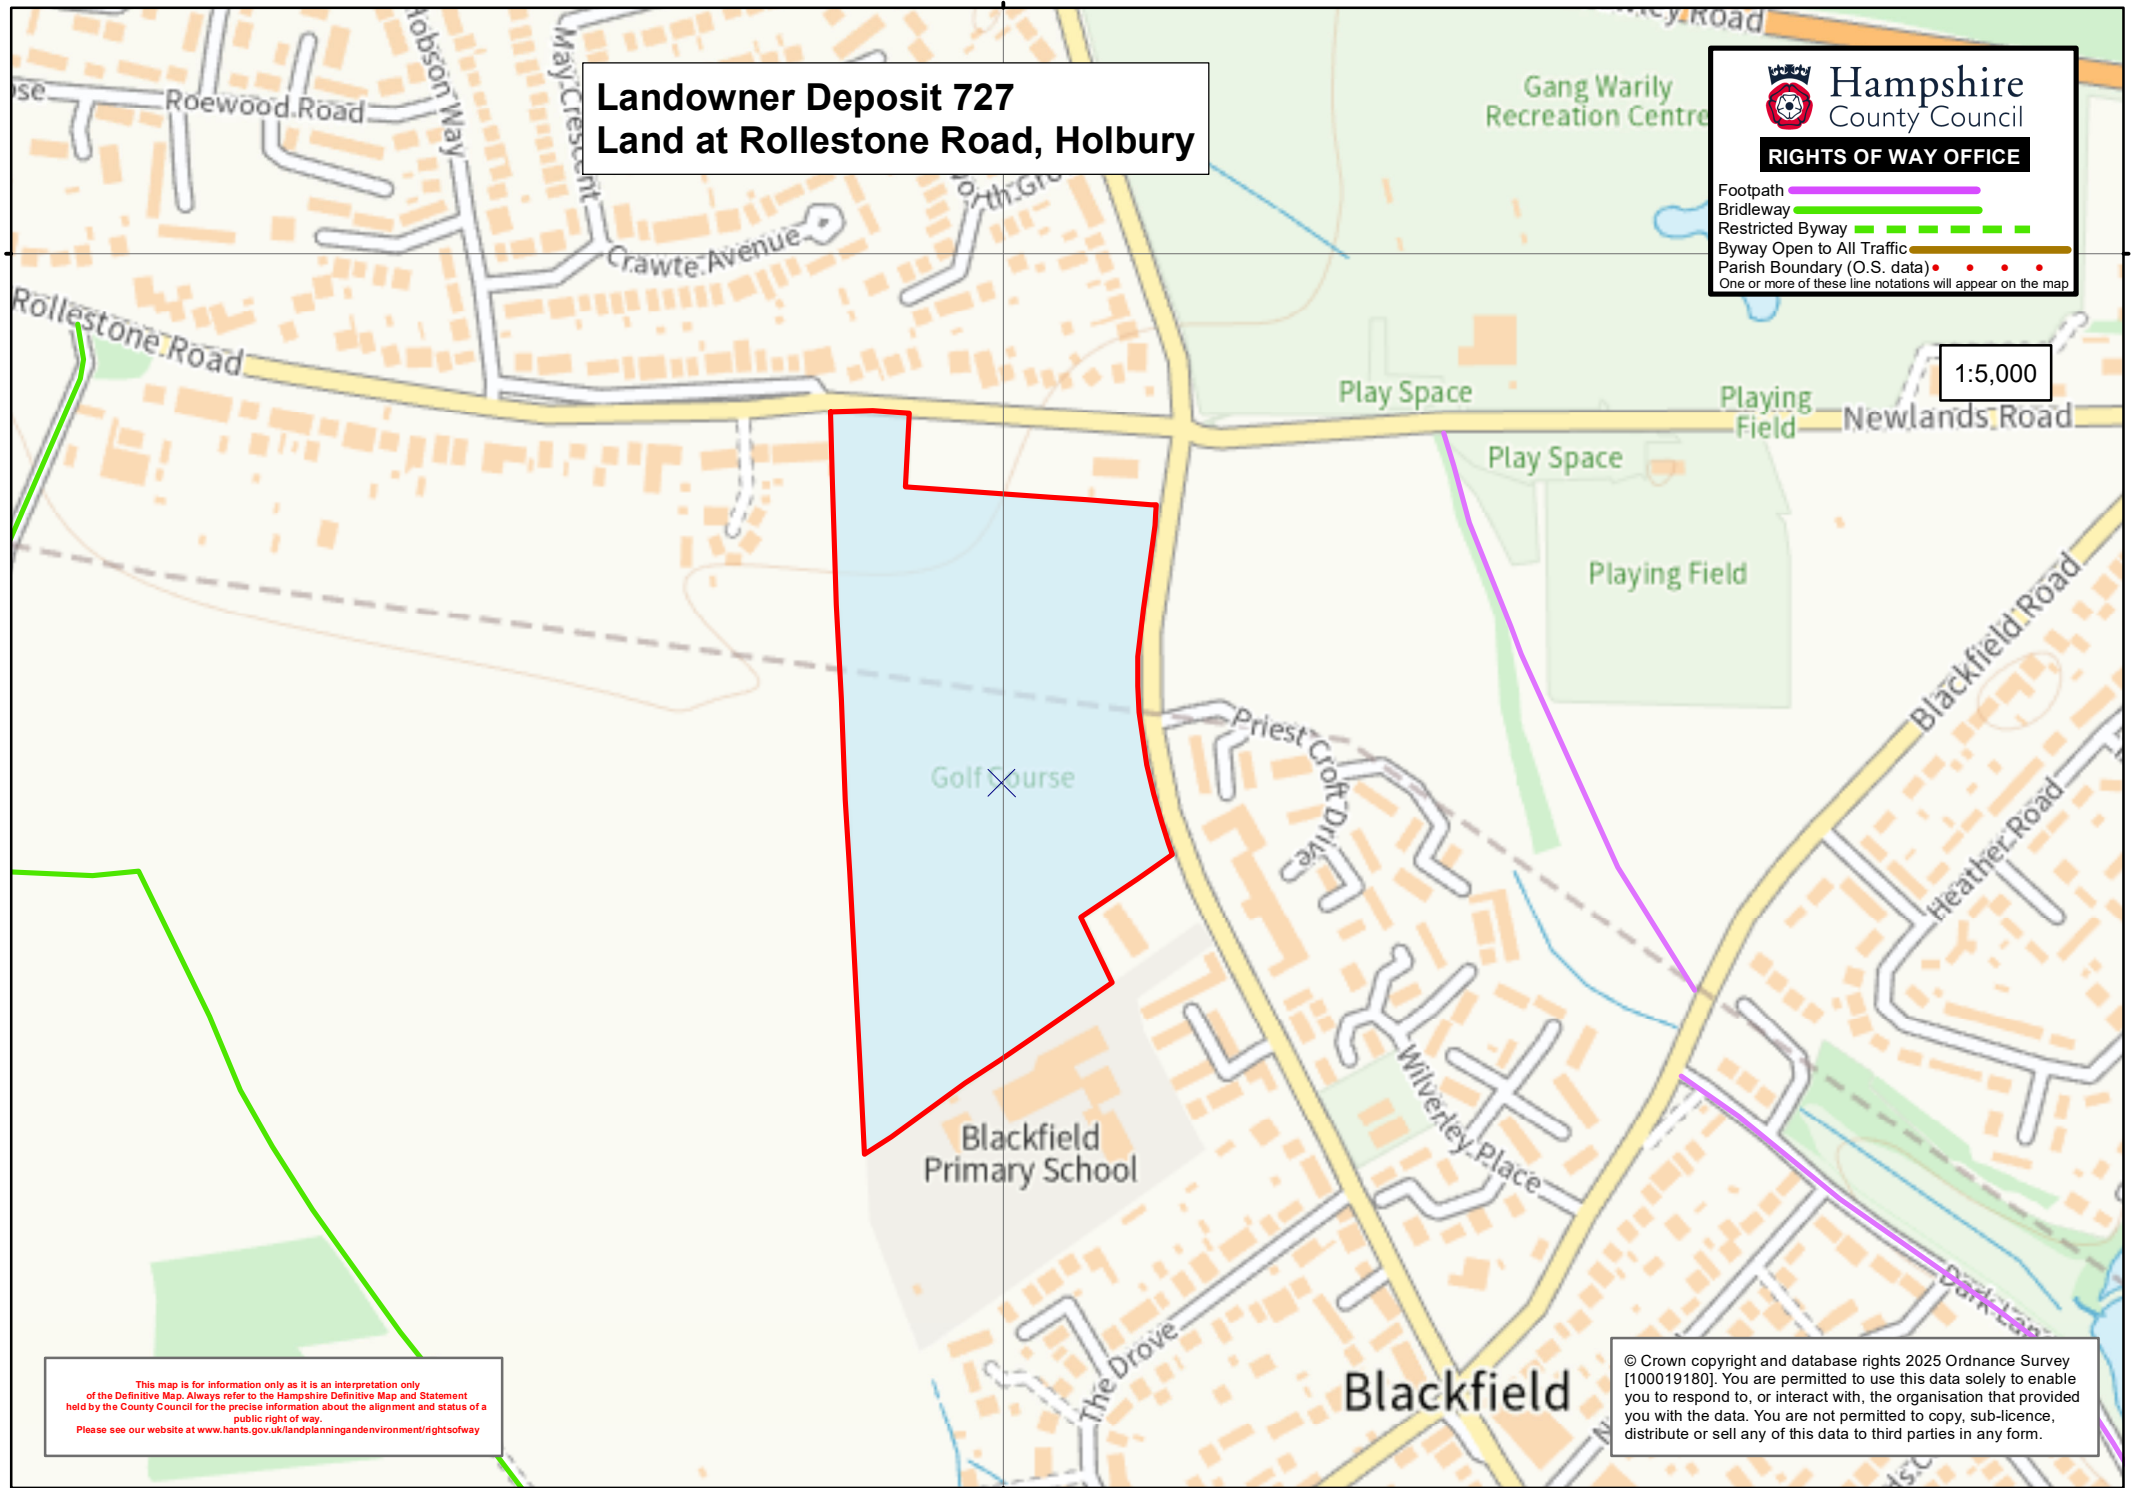 Landowner Deposit 727
Land at Rollestone Road, Holbury
Hampshire
County Council
RIGHTS OF WAY OFFICE
Footpath
Bridleway
Restricted Byway
Byway Open to All Traffic
Parish Boundary (O.S. data)
One or more of these line notations will appear on the map
1:5,000
Road
Gang Warily
Recreation Centre
Hobson Way
May Crescent
Roewood Road
Crawte Avenue
Rollestone Road
Play Space
Playing
Field
Newlands Road
Play Space
Playing Field
Blackfield Road
Priest Croft Drive
Golf Course
Heather Road
Wilverley Place
Blackfield
Primary School
The Drove
Dark Lane
Blackfield
This map is for information only as it is an interpretation only
of the Definitive Map. Always refer to the Hampshire Definitive Map and Statement
held by the County Council for the precise information about the alignment and status of a
public right of way.
Please see our website at www.hants.gov.uk/landplanningandenvironment/rightsofway
© Crown copyright and database rights 2025 Ordnance Survey
[100019180]. You are permitted to use this data solely to enable
you to respond to, or interact with, the organisation that provided
you with the data. You are not permitted to copy, sub-licence,
distribute or sell any of this data to third parties in any form.